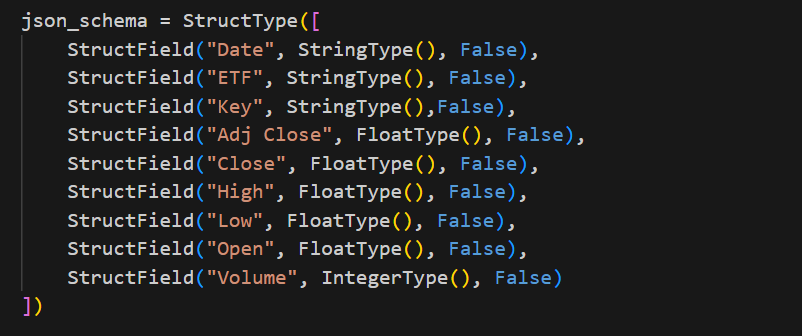 json_schema = StructType([
    StructField("Date", StringType(), False),
    StructField("ETF", StringType(), False),
    StructField("Key", StringType(),False),
    StructField("Adj Close", FloatType(), False),
    StructField("Close", FloatType(), False),
    StructField("High", FloatType(), False),
    StructField("Low", FloatType(), False),
    StructField("Open", FloatType(), False),
    StructField("Volume", IntegerType(), False)
])